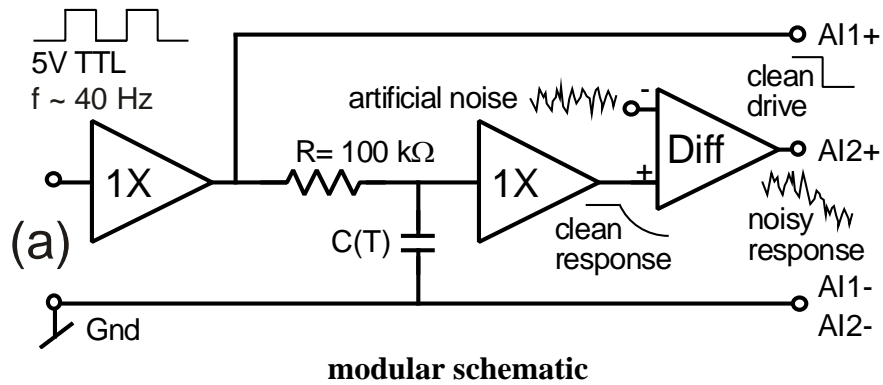 5V TTL
f ~ 40 Hz
AI1+
clean
drive
artificial noise
-
R= 100 kΩ
1X
1X
+
Diff
AI2+
(a)
C(T)
clean
response
noisy
response
Gnd
AI1-
AI2-
modular schematic